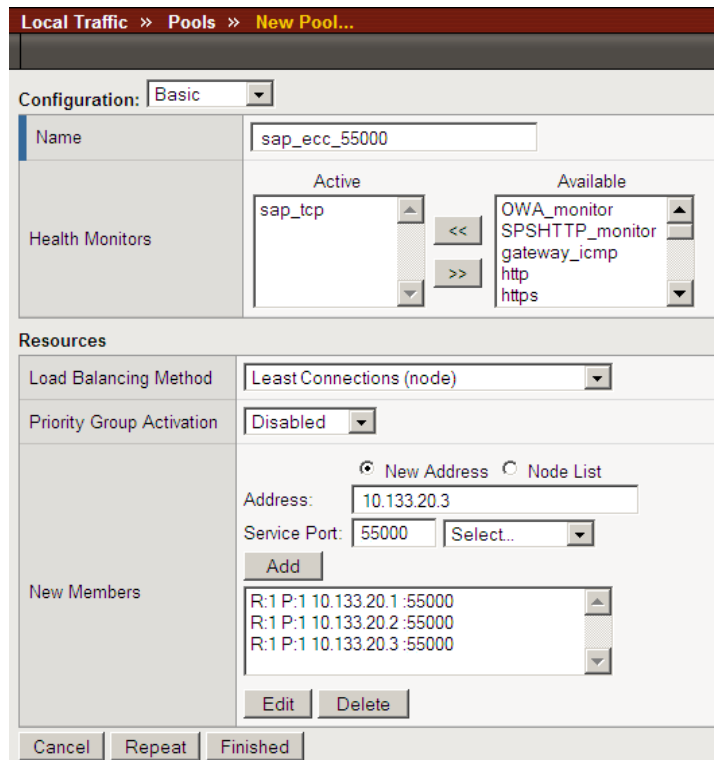 Local Traffic » Pools » New Pool...
Configuration: Basic
Name sap_ecc_55000
Active Available
Health Monitors
sap_tcp
<<
>>
OWA_monitor
SPSHTTP_monitor
gateway_icmp
http
https
Resources
Load Balancing Method Least Connections (node)
Priority Group Activation Disabled
New Members
New Address Node List
Address: 10.133.20.3
Service Port: 55000 Select...
Add
R:1 P:1 10.133.20.1 :55000
R:1 P:1 10.133.20.2 :55000
R:1 P:1 10.133.20.3 :55000
Edit Delete
Cancel Repeat Finished